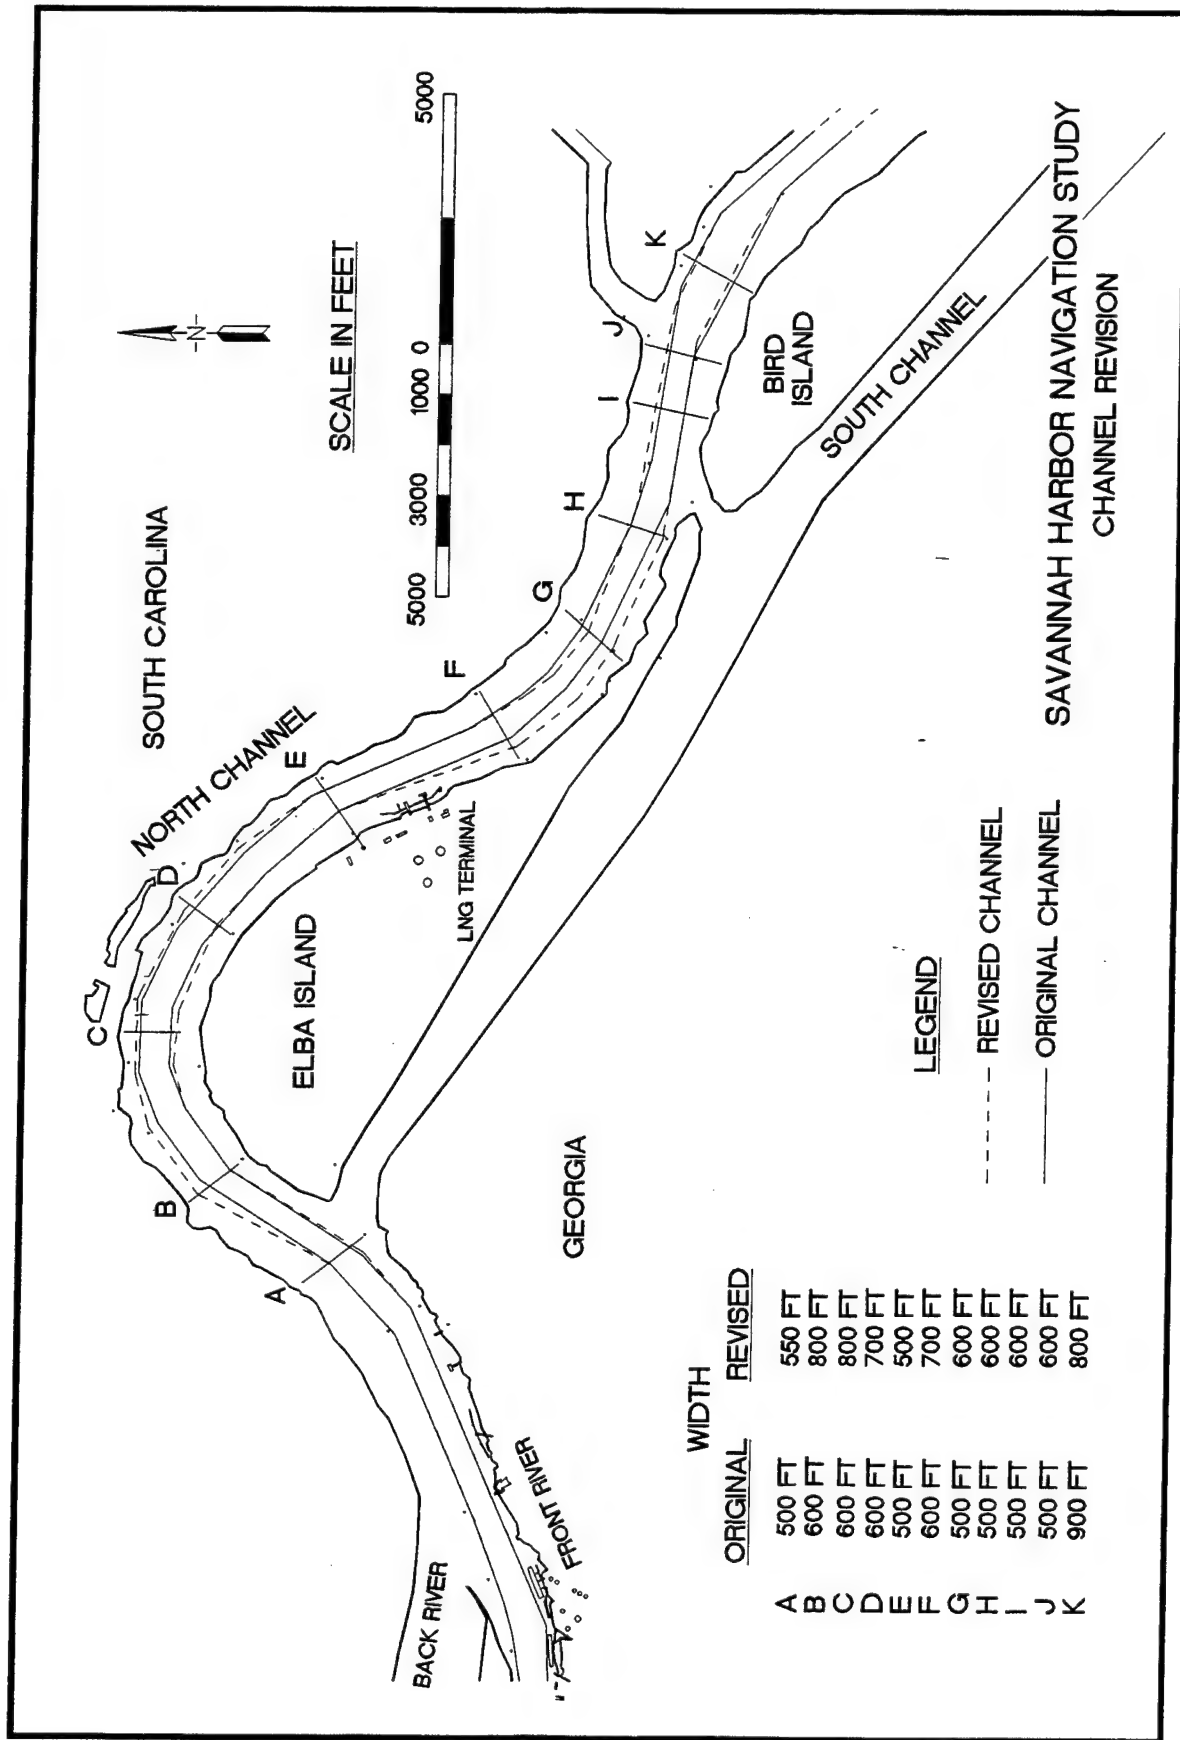 SOUTH CAROLINA
NORTH CHANNEL
SCALE IN FEET
5000 3000 1000 0 5000
N
A
B
C
D
E
F
G
H
I
J
K
ELBA ISLAND
LNG TERMINAL
BIRD
ISLAND
SOUTH CHANNEL
BACK RIVER
FRONT RIVER
GEORGIA
WIDTH
ORIGINAL REVISED
A 500 FT 550 FT
B 600 FT 800 FT
C 600 FT 800 FT
D 600 FT 700 FT
E 500 FT 500 FT
F 600 FT 700 FT
G 500 FT 600 FT
H 500 FT 600 FT
I 500 FT 600 FT
J 500 FT 600 FT
K 900 FT 800 FT
LEGEND
REVISED CHANNEL
ORIGINAL CHANNEL
SAVANNAH HARBOR NAVIGATION STUDY
CHANNEL REVISION